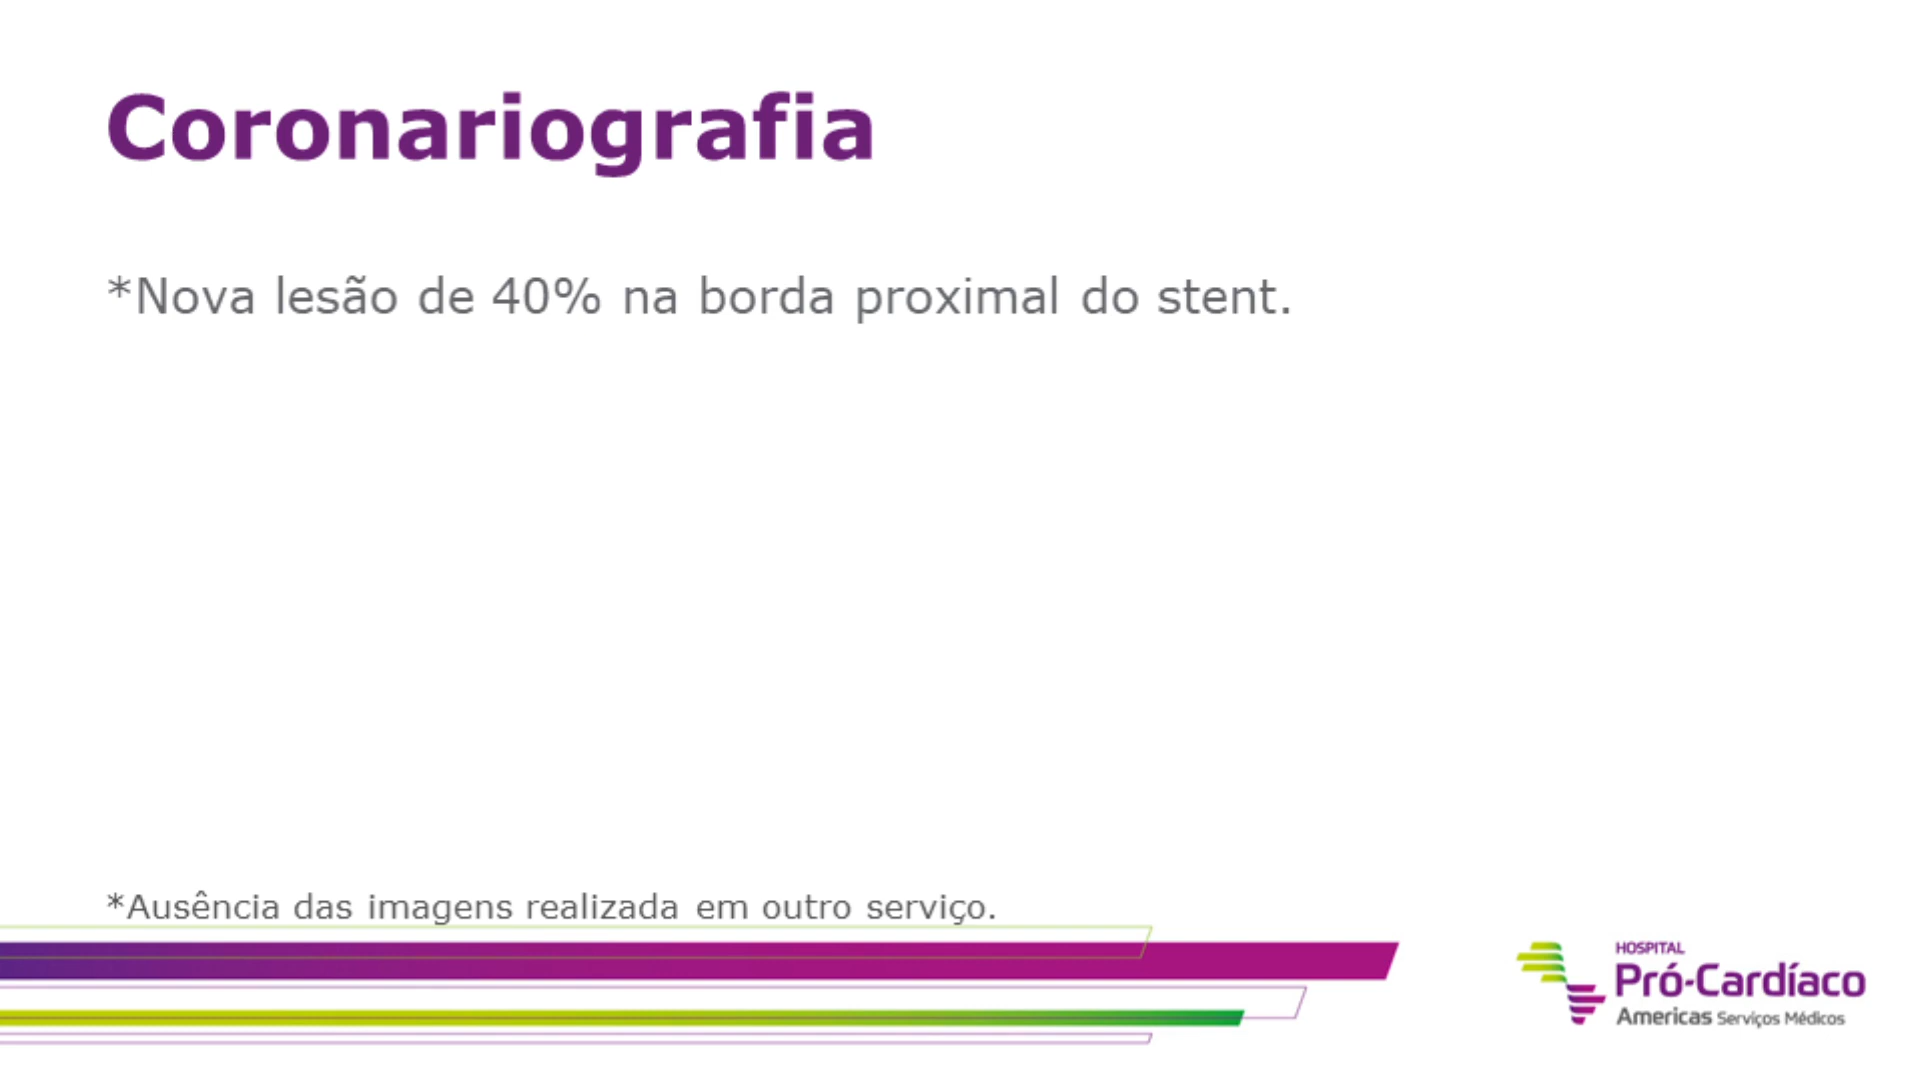 Coronariografia
*Nova lesão de 40% na borda proximal do stent.
*Ausência das imagens realizada em outro serviço.
HOSPITAL
Pró-Cardíaco
Americas Serviços Médicos